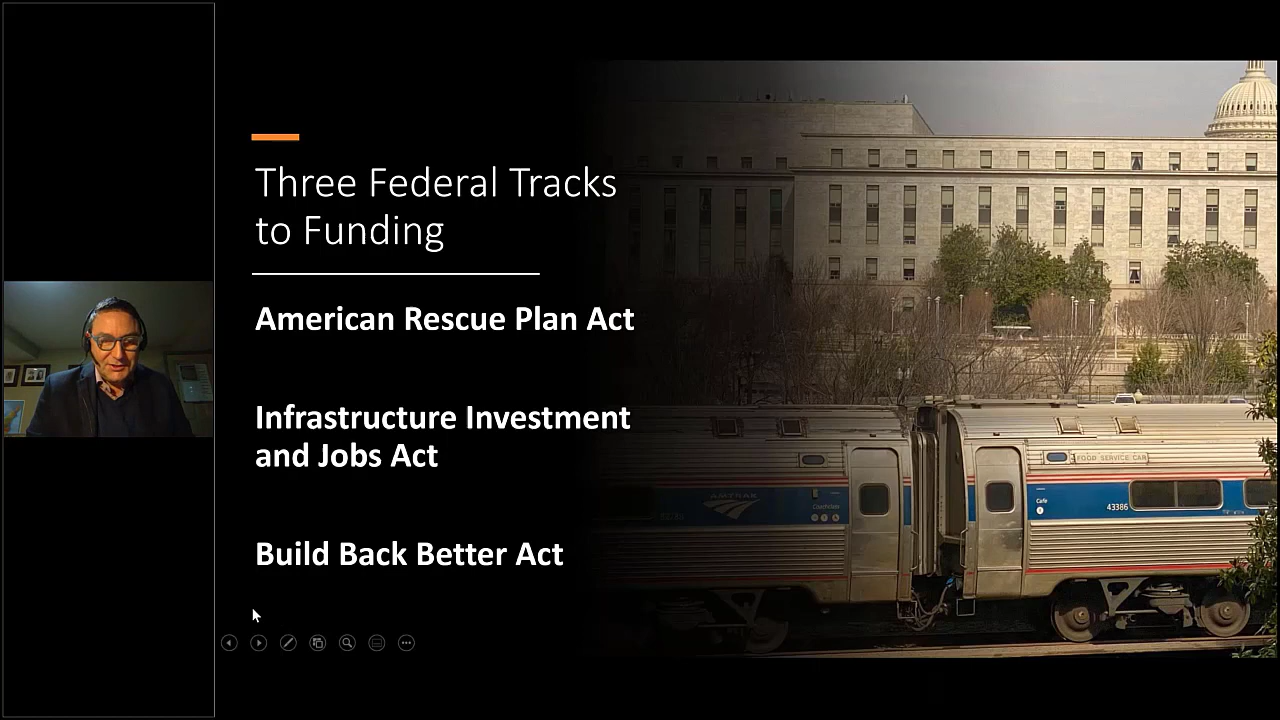 Three Federal Tracks
to Funding
American Rescue Plan Act
Infrastructure Investment
and Jobs Act
Build Back Better Act
FOOD SERVICE CAR
AMTRAK
Cafe
43386